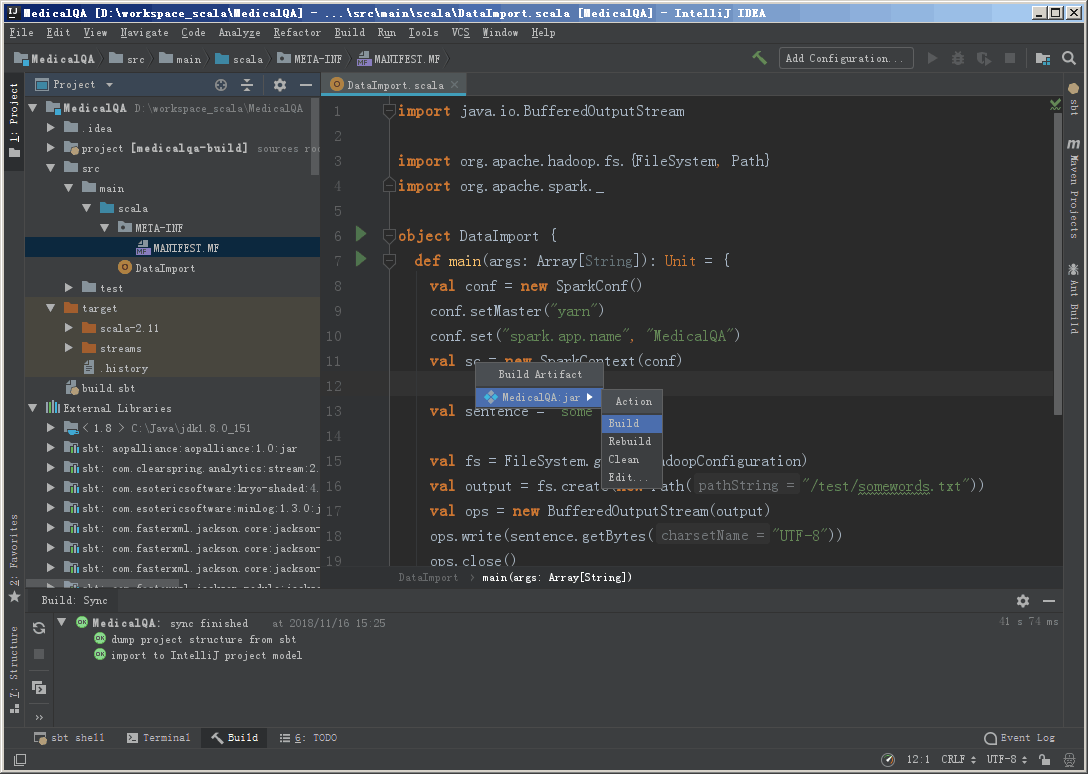 MedicalQA [D:\workspace_scala\MedicalQA] – ...\src\main\scala\DataImport.scala [MedicalQA] – IntelliJ IDEA
File Edit View Navigate Code Analyze Refactor Build Run Tools VCS Window Help
MedicalQA src main scala META-INF MANIFEST.MF Add Configuration...
Project DataImport.scala
1: Project
MedicalQA D:\workspace_scala\MedicalQA
.idea
project [medicalqa-build] sources
src
main
scala
META-INF
MANIFEST.MF
DataImport
test
target
scala-2.11
streams
.history
build.sbt
External Libraries
< 1.8 > C:\Java\jdk1.8.0_151
sbt: aopalliance:aopalliance:1.0:jar
sbt: com.clearspring.analytics:stream:2.
sbt: com.esotericsoftware:kryo-shaded:4.
sbt: com.esotericsoftware:minlog:1.3.0:j
sbt: com.fasterxml.jackson.core:jackson-
sbt: com.fasterxml.jackson.core:jackson-
sbt: com.fasterxml.jackson.core:jackson-
sbt: com.fasterxml.jackson.module:jackson-
1 import java.io.BufferedOutputStream
2
3 import org.apache.hadoop.fs.{FileSystem, Path}
4 import org.apache.spark._
5
6 object DataImport {
7 def main(args: Array[String]): Unit = {
8 val conf = new SparkConf()
9 conf.setMaster("yarn")
10 conf.set("spark.app.name", "MedicalQA")
11 val sc = new SparkContext(conf)
12
13 val sentence = "some
14
15 val fs = FileSystem.g adoopConfiguration)
16 val output = fs.create(new Path( pathString = "/test/somewords.txt"))
17 val ops = new BufferedOutputStream(output)
18 ops.write(sentence.getBytes( charsetName = "UTF-8"))
19 ops.close()
Build Artifact
MedicalQA:jar
Action
Build
Rebuild
Clean
Edit...
DataImport > main(args: Array[String])
sbt
m Maven Projects
Ant Build
2: Favorites
7: Structure
Build: Sync
MedicalQA: sync finished at 2018/11/16 15:25 41 s 74 ms
OK dump project structure from sbt
OK import to IntelliJ project model
sbt shell Terminal Build 6: TODO Event Log
12:1 CRLF UTF-8